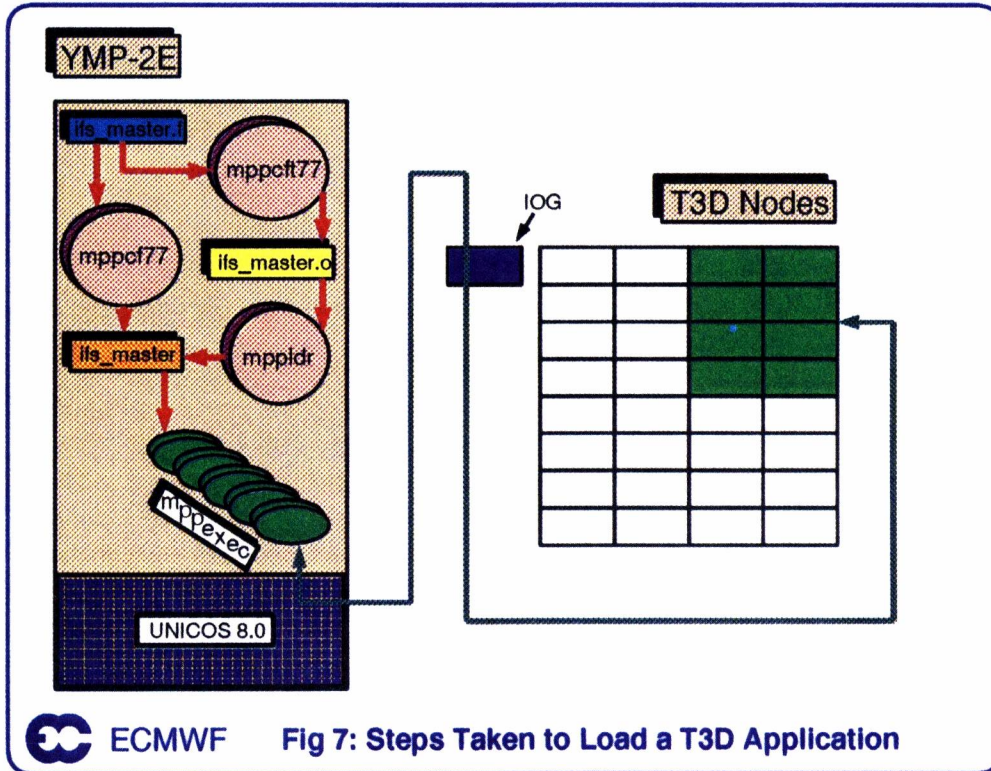 YMP-2E
ifs_master.f
mppcft77
mppcf77
ifs_master.o
ifs_master
mppldr
mppexec
UNICOS 8.0
IOG
T3D Nodes
ECMWF
Fig 7: Steps Taken to Load a T3D Application